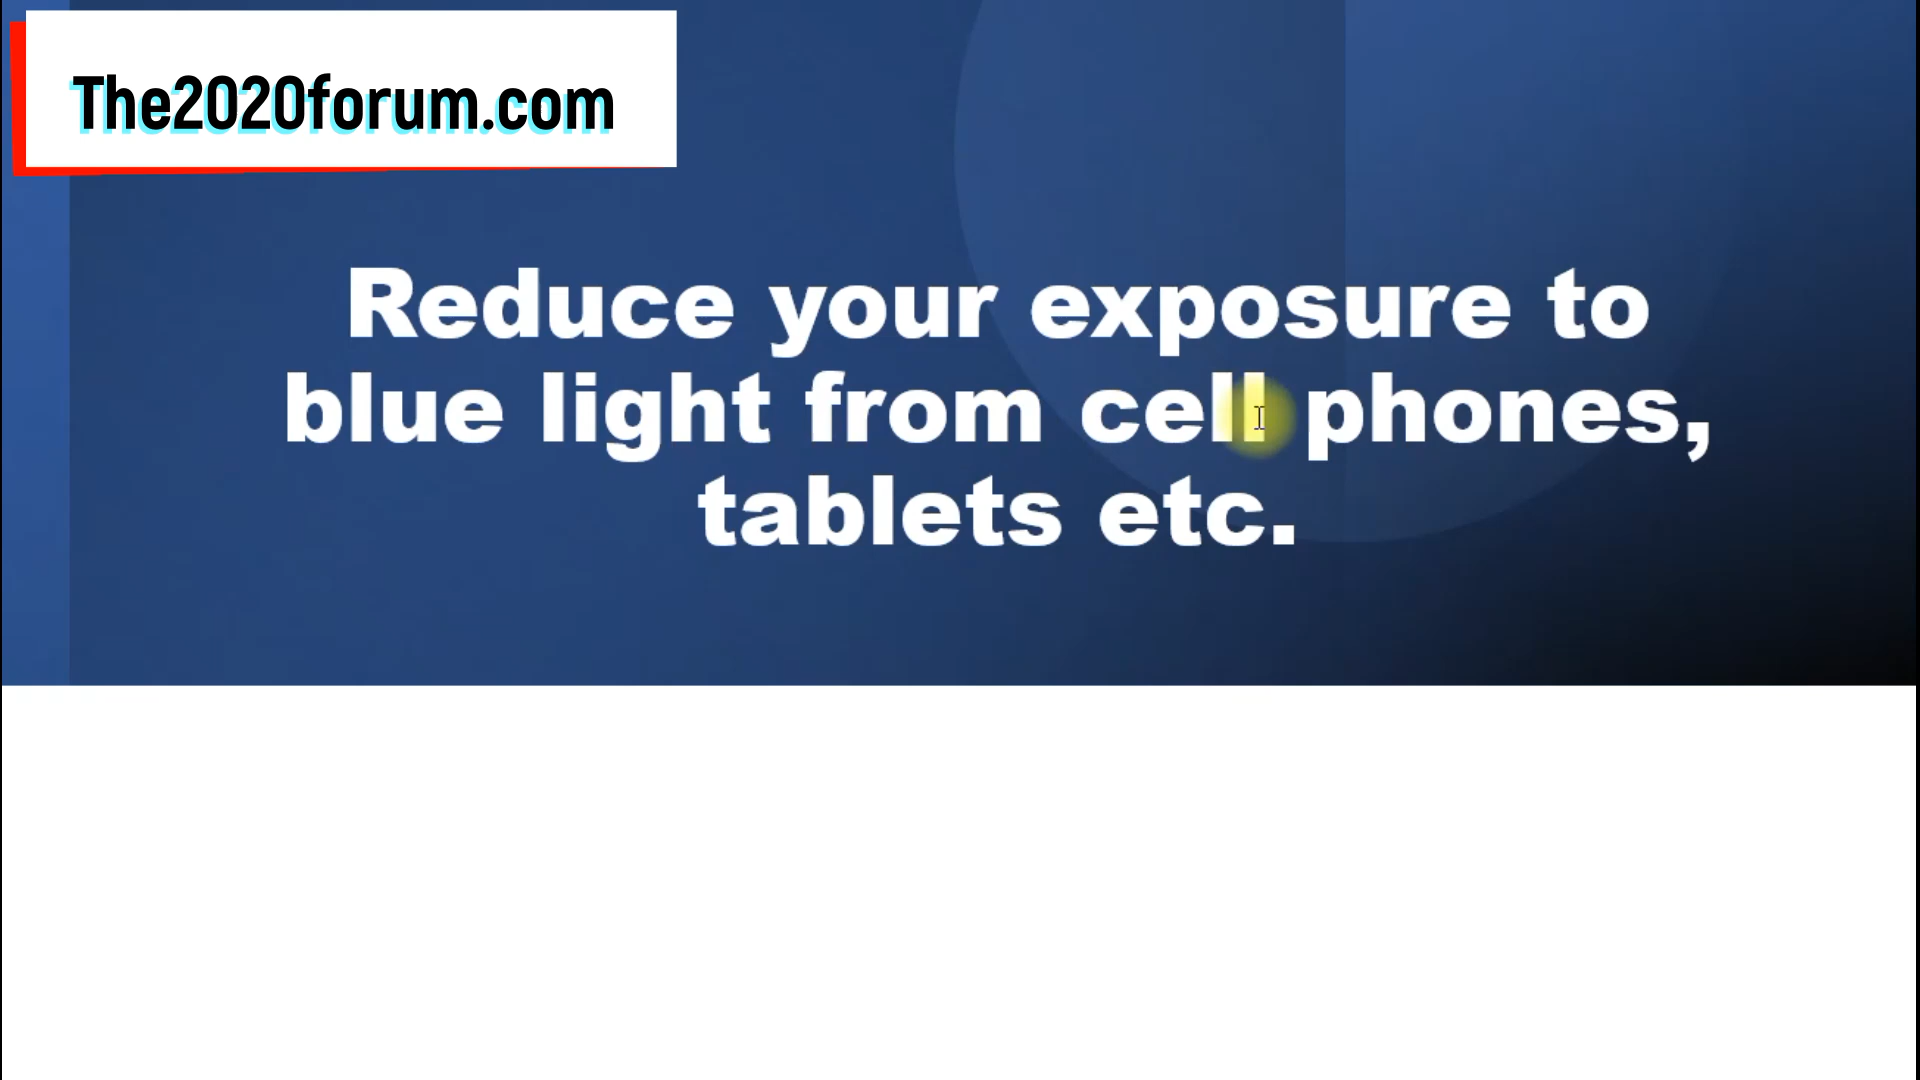 The2020forum.com
Reduce your exposure to
blue light from cell phones,
tablets etc.